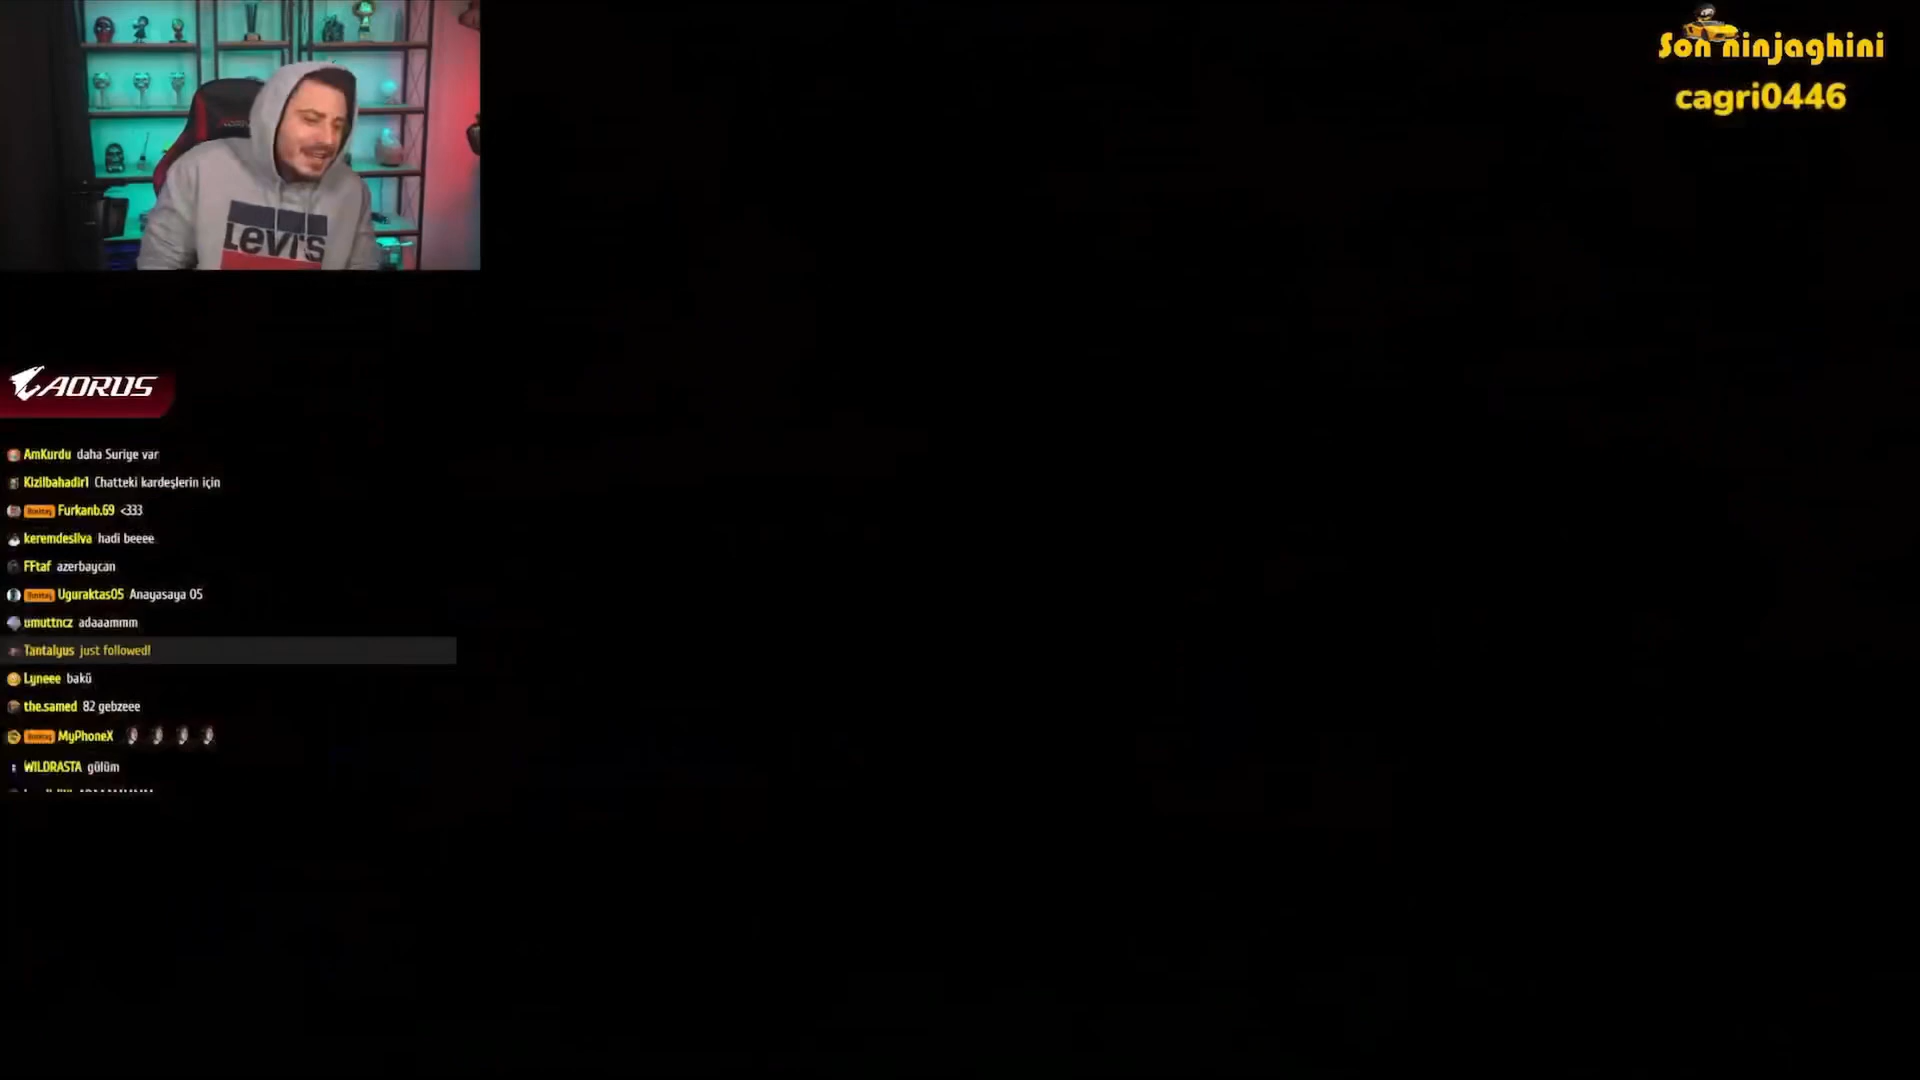 Son ninjaghini
cagri0446
Levi's
AORUS
AmKurdu daha Suriye var
Kizilbahadir1 Chatteki kardeşlerin için
Furkanb.69 <333
keremdesilva hadi beeee
FFtaf azerbaycan
Uguraktas05 Anayasaya 05
umuttncz adaaammm
Tantalyus just followed!
Lyneee bakü
the.samed 82 gebzeee
MyPhoneX
WILDRASTA gülüm